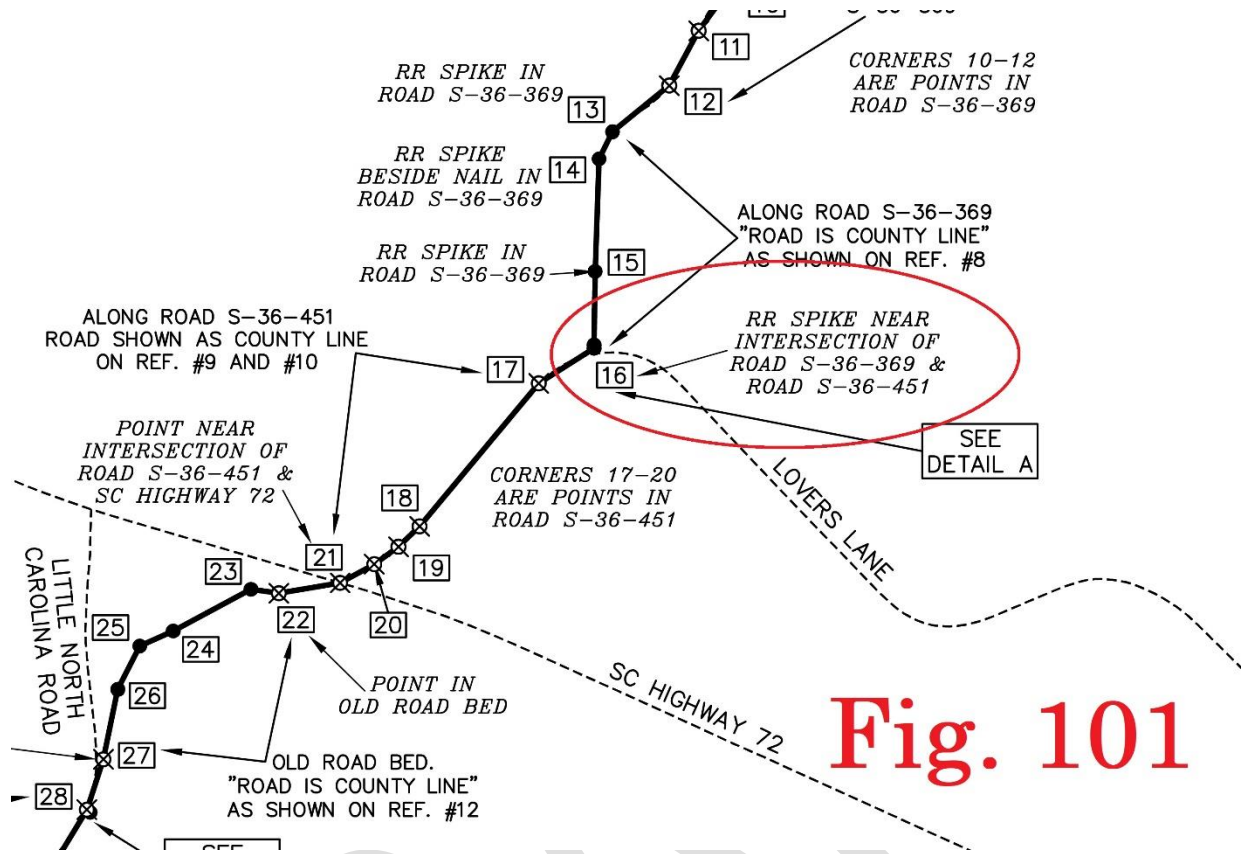 11
CORNERS 10-12
ARE POINTS IN
ROAD S-36-369
RR SPIKE IN
ROAD S-36-369
12
13
RR SPIKE
BESIDE NAIL IN
ROAD S-36-369
14
ALONG ROAD S-36-369
"ROAD IS COUNTY LINE"
AS SHOWN ON REF. #8
RR SPIKE IN
ROAD S-36-369
15
ALONG ROAD S-36-451
ROAD SHOWN AS COUNTY LINE
ON REF. #9 AND #10
RR SPIKE NEAR
INTERSECTION OF
ROAD S-36-369 &
ROAD S-36-451
17
16
SEE
DETAIL A
POINT NEAR
INTERSECTION OF
ROAD S-36-451 &
SC HIGHWAY 72
CORNERS 17-20
ARE POINTS IN
ROAD S-36-451
LOVERS LANE
18
19
21
20
23
22
LITTLE NORTH
CAROLINA ROAD
25
24
26
POINT IN
OLD ROAD BED
SC HIGHWAY 72
27
OLD ROAD BED.
"ROAD IS COUNTY LINE"
AS SHOWN ON REF. #12
28
Fig. 101